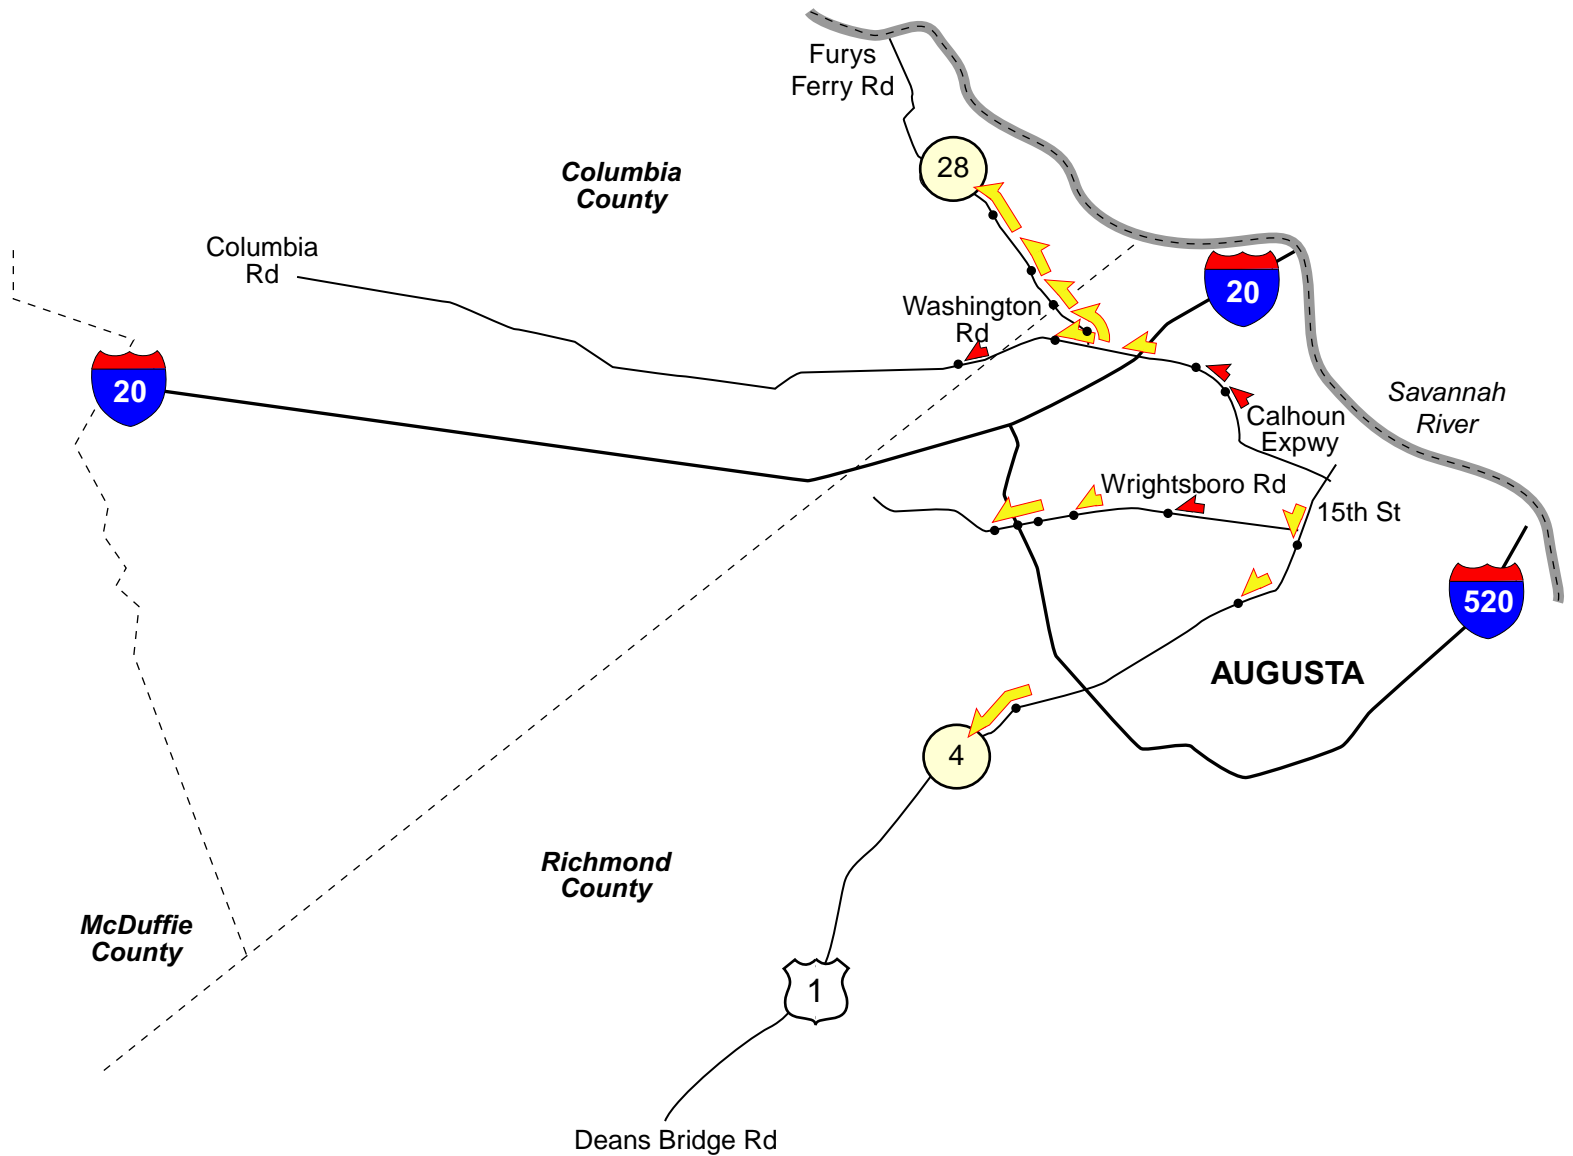 Furys
Ferry Rd
28
Columbia
County
Columbia
Rd
20
Washington
Rd
20
Savannah
River
Calhoun
Expwy
Wrightsboro Rd
15th St
520
AUGUSTA
4
Richmond
County
McDuffie
County
1
Deans Bridge Rd